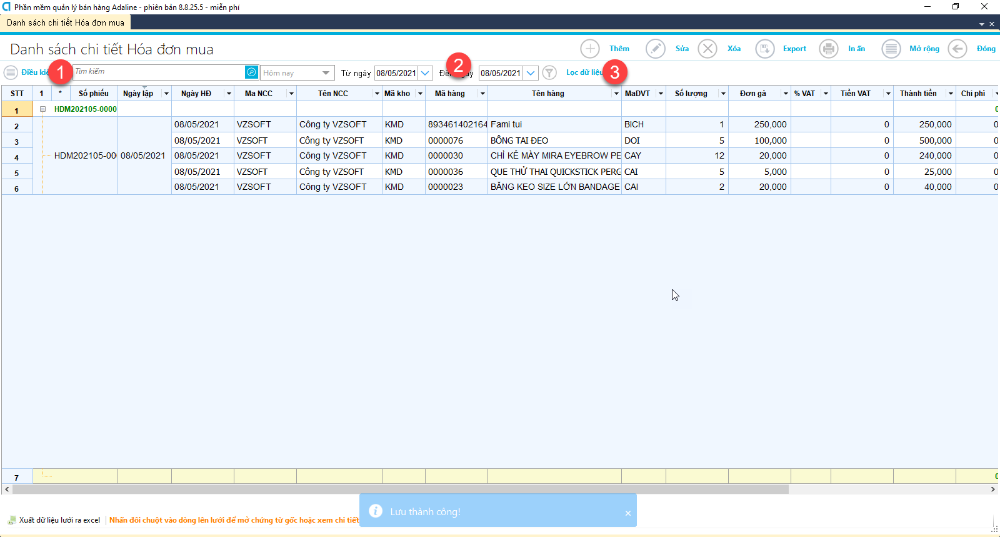 Phần mềm quản lý bán hàng Adaline - phiên bản 8.8.25.5 - miễn phí
Danh sách chi tiết Hóa đơn mua
Danh sách chi tiết Hóa đơn mua
Thêm Sửa Xóa Export In ấn Mở rộng Đóng
Điều 1 Tìm kiếm Hôm nay Từ ngày 08/05/2021 2 08/05/2021 Lọc dữ liệu 3
STT 1 * Số phiếu Ngày lập Ngày HĐ Ma NCC Tên NCC Mã kho Mã hàng Tên hàng MaDVT Số lượng Đơn gá % VAT Tiền VAT Thành tiền Chi phí
1 HDM202105-0000 0
2 08/05/2021 VZSOFT Công ty VZSOFT KMD 893461402164 Fami tui BICH 1 250,000 0 250,000 0
3 08/05/2021 VZSOFT Công ty VZSOFT KMD 0000076 BÔNG TAI ĐEO DOI 5 100,000 0 500,000 0
4 HDM202105-00 08/05/2021 08/05/2021 VZSOFT Công ty VZSOFT KMD 0000030 CHÌ KẺ MÀY MIRA EYEBROW PE CAY 12 20,000 0 240,000 0
5 08/05/2021 VZSOFT Công ty VZSOFT KMD 0000036 QUE THỬ THAI QUICKSTICK PERG CAI 5 5,000 0 25,000 0
6 08/05/2021 VZSOFT Công ty VZSOFT KMD 0000023 BĂNG KEO SIZE LỚN BANDAGE CAI 2 20,000 0 40,000 0
7 0
Lưu thành công!
Xuất dữ liệu lưới ra excel Nhấn đôi chuột vào dòng lên lưới để mở chứng từ gốc hoặc xem chi tiết